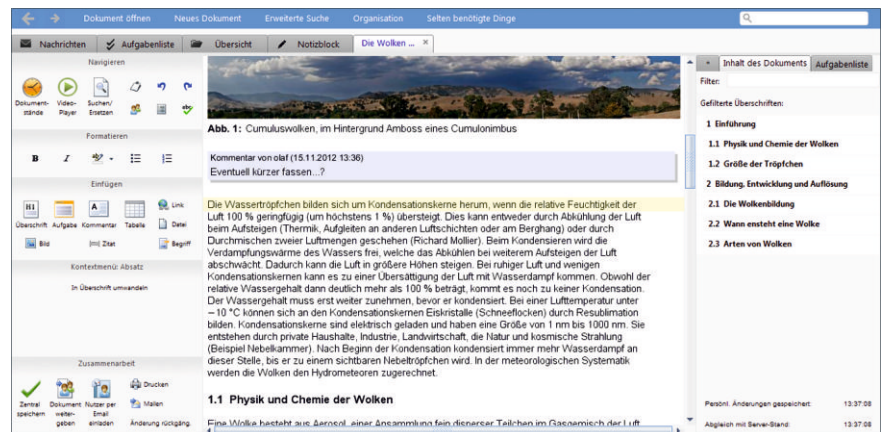 Dokument öffnen Neues Dokument Erweiterte Suche Organisation Selten benötigte Dinge
Nachrichten Aufgabenliste Übersicht Notizblock Die Wolken ... ×
Navigieren
Dokument-
stände
Video-
Player
Suchen/
Ersetzen
Formatieren
B I
Einfügen
H1
Überschrift Aufgabe Kommentar Tabelle
Link
Datei
Bild Zitat Begriff
Kontextmenü: Absatz
In Überschrift umwandeln
Zusammenarbeit
Zentral
speichern
Dokument
weiter-
geben
Nutzer per
Email
einladen
Drucken
Mailen
Änderung rückgäng.
Abb. 1: Cumuluswolken, im Hintergrund Amboss eines Cumulonimbus
Kommentar von olaf (15.11.2012 13:36)
Eventuell kürzer fassen...?
Die Wassertröpfchen bilden sich um Kondensationskerne herum, wenn die relative Feuchtigkeit der
Luft 100 % geringfügig (um höchstens 1 %) übersteigt. Dies kann entweder durch Abkühlung der Luft
beim Aufsteigen (Thermik, Aufgleiten an anderen Luftschichten oder am Berghang) oder durch
Durchmischen zweier Luftmengen geschehen (Richard Mollier). Beim Kondensieren wird die
Verdampfungswärme des Wassers frei, welche das Abkühlen bei weiterem Aufsteigen der Luft
abschwächt. Dadurch kann die Luft in größere Höhen steigen. Bei ruhiger Luft und wenigen
Kondensationskernen kann es zu einer Übersättigung der Luft mit Wasserdampf kommen. Obwohl der
relative Wassergehalt dann deutlich mehr als 100 % beträgt, kommt es noch zu keiner Kondensation.
Der Wassergehalt muss erst weiter zunehmen, bevor er kondensiert. Bei einer Lufttemperatur unter
−10 °C können sich an den Kondensationskernen Eiskristalle (Schneeflocken) durch Resublimation
bilden. Kondensationskerne sind elektrisch geladen und haben eine Größe von 1 nm bis 1000 nm. Sie
entstehen durch private Haushalte, Industrie, Landwirtschaft, die Natur und kosmische Strahlung
(Beispiel Nebelkammer). Nach Beginn der Kondensation kondensiert immer mehr Wasserdampf an
dieser Stelle, bis er zu einem sichtbaren Nebeltröpfchen wird. In der meteorologischen Systematik
werden die Wolken den Hydrometeoren zugerechnet.
1.1 Physik und Chemie der Wolken
Eine Wolke besteht aus Aerosol, einer Ansammlung fein disperser Teilchen im Gasgemisch der Luft
Inhalt des Dokuments Aufgabenliste
Filter:
Gefilterte Überschriften:
1 Einführung
1.1 Physik und Chemie der Wolken
1.2 Größe der Tröpfchen
2 Bildung, Entwicklung und Auflösung
2.1 Die Wolkenbildung
2.2 Wann ensteht eine Wolke
2.3 Arten von Wolken
Persönl. Änderungen gespeichert: 13:37:08
Abgleich mit Server-Stand: 13:37:08